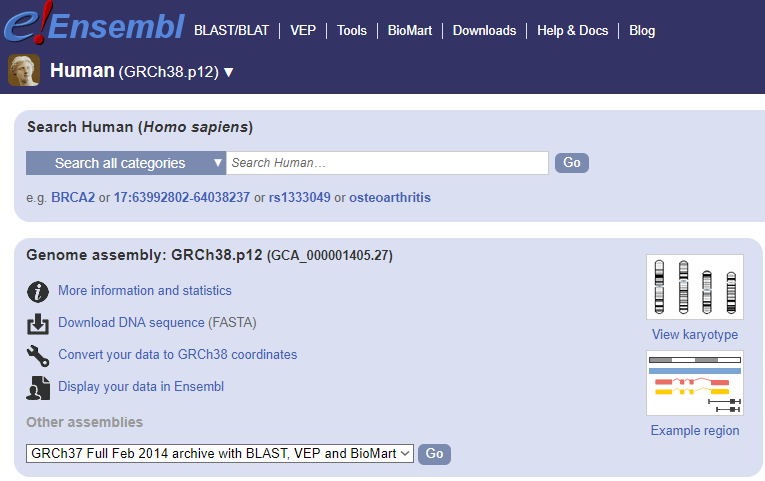 e!Ensembl BLAST/BLAT VEP Tools BioMart Downloads Help & Docs Blog
Human (GRCh38.p12) ▼
Search Human (Homo sapiens)
Search all categories ▼ Search Human… Go
e.g. BRCA2 or 17:63992802-64038237 or rs1333049 or osteoarthritis
Genome assembly: GRCh38.p12 (GCA_000001405.27)
More information and statistics
Download DNA sequence (FASTA)
Convert your data to GRCh38 coordinates
Display your data in Ensembl
Other assemblies
GRCh37 Full Feb 2014 archive with BLAST, VEP and BioMart Go
View karyotype
Example region